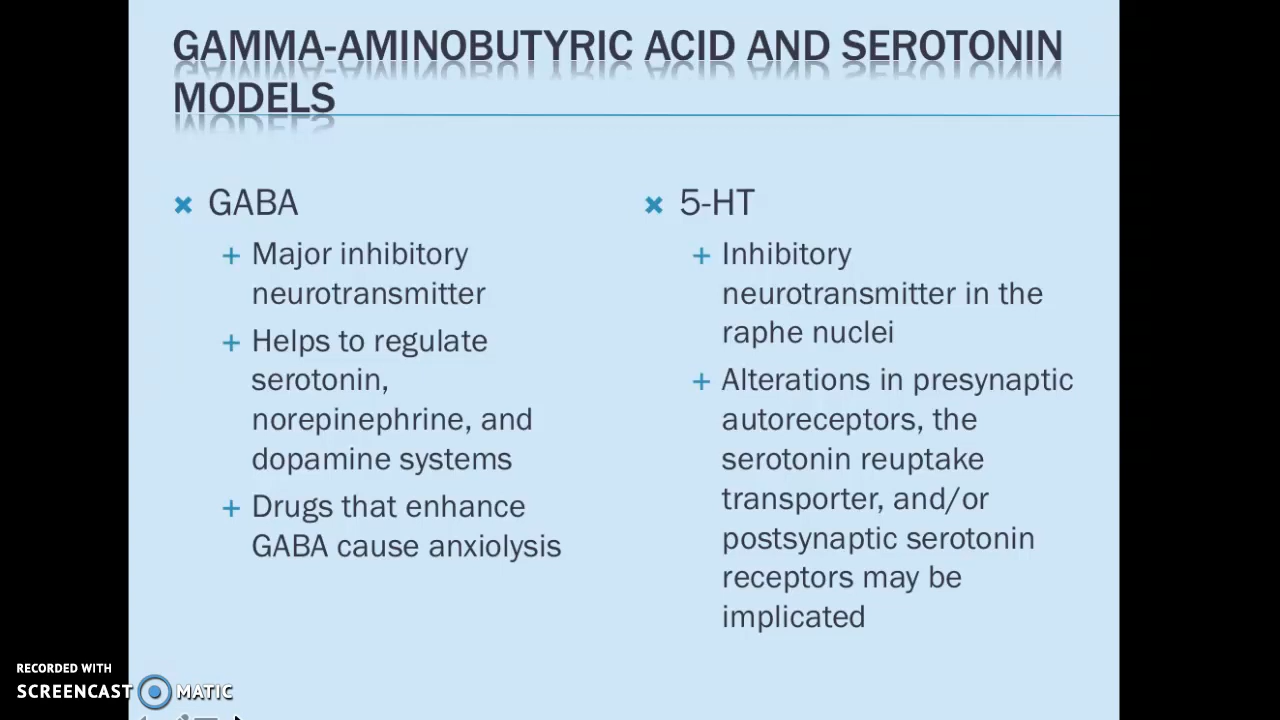 GAMMA-AMINOBUTYRIC ACID AND SEROTONIN
MODELS
GABA
Major inhibitory
neurotransmitter
Helps to regulate
serotonin,
norepinephrine, and
dopamine systems
Drugs that enhance
GABA cause anxiolysis
5-HT
Inhibitory
neurotransmitter in the
raphe nuclei
Alterations in presynaptic
autoreceptors, the
serotonin reuptake
transporter, and/or
postsynaptic serotonin
receptors may be
implicated
RECORDED WITH
SCREENCAST MATIC